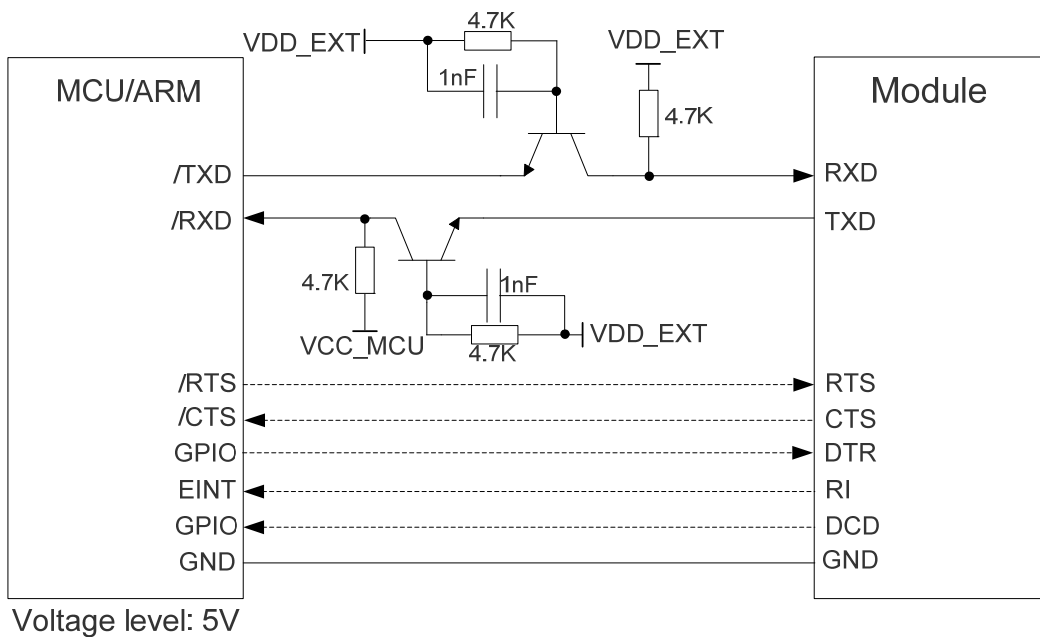 4.7K
VDD_EXT
VDD_EXT
1nF
MCU/ARM
Module
4.7K
/TXD
RXD
/RXD
TXD
4.7K
1nF
VCC_MCU
4.7K
VDD_EXT
/RTS
RTS
/CTS
CTS
GPIO
DTR
EINT
RI
GPIO
DCD
GND
GND
Voltage level: 5V